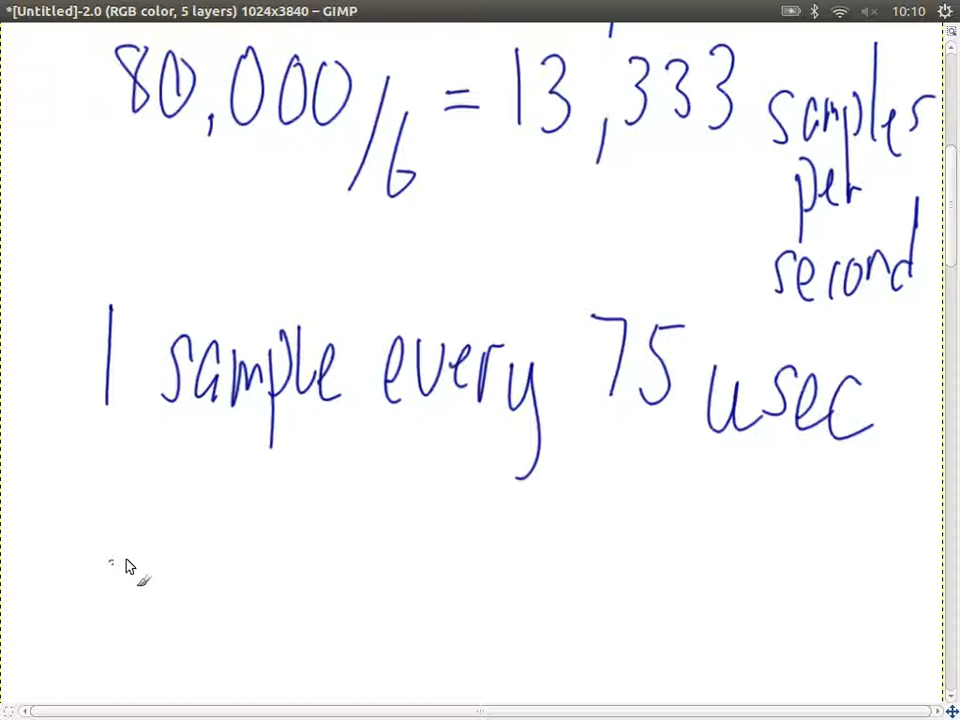 *[Untitled]-2.0 (RGB color, 5 layers) 1024x3840 – GIMP 10:10
80,000/6 = 13,333 samples
per
second
1 sample every 75 usec